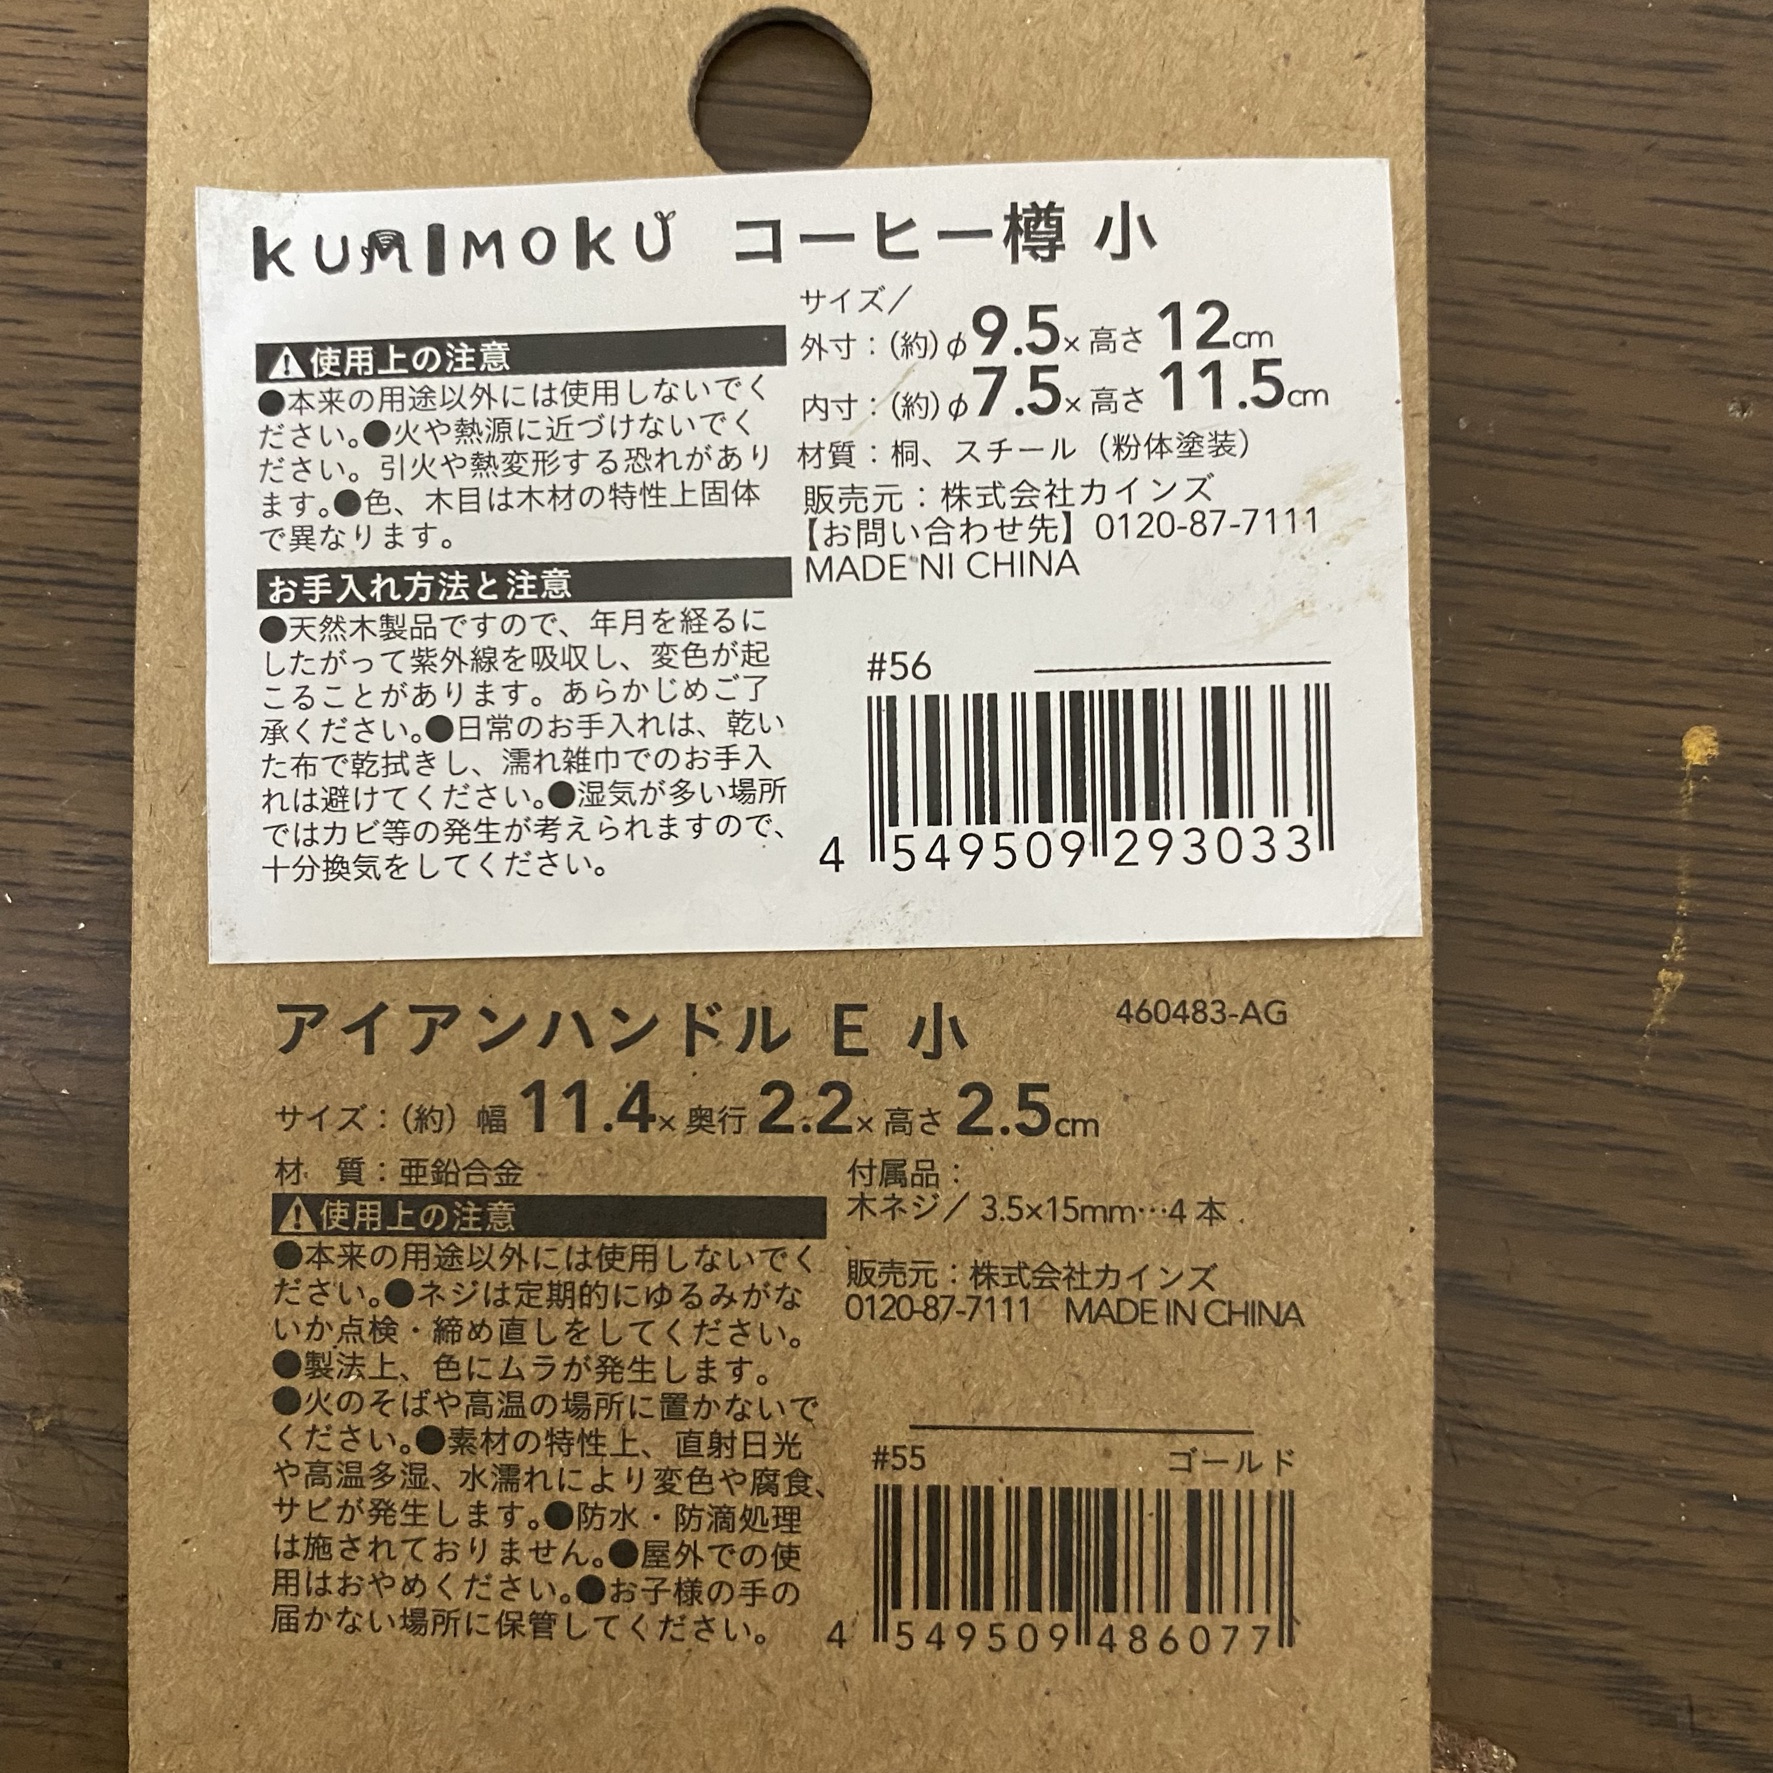 KUMIMOKU コーヒー樽 小
⚠使用上の注意
●本来の用途以外には使用しないでく
ださい。●火や熱源に近づけないでく
ださい。引火や熱変形する恐れがあり
ます。●色、木目は木材の特性上固体
で異なります。
お手入れ方法と注意
●天然木製品ですので、年月を経るに
したがって紫外線を吸収し、変色が起
こることがあります。あらかじめご了
承ください。●日常のお手入れは、乾い
た布で乾拭きし、濡れ雑巾でのお手入
れは避けてください。●湿気が多い場所
ではカビ等の発生が考えられますので、
十分換気をしてください。
サイズ/
外寸：(約)φ9.5×高さ12cm
内寸：(約)φ7.5×高さ11.5cm
材質：桐、スチール（粉体塗装）
販売元：株式会社カインズ
【お問い合わせ先】0120-87-7111
MADE NI CHINA
#56
4 549509 293033
アイアンハンドル E 小
460483-AG
サイズ：(約) 幅11.4×奥行2.2×高さ2.5cm
材 質：亜鉛合金
⚠使用上の注意
●本来の用途以外には使用しないでく
ださい。●ネジは定期的にゆるみがな
いか点検・締め直しをしてください。
●製法上、色にムラが発生します。
●火のそばや高温の場所に置かないで
ください。●素材の特性上、直射日光
や高温多湿、水濡れにより変色や腐食、
サビが発生します。●防水・防滴処理
は施されておりません。●屋外での使
用はおやめください。●お子様の手の
届かない場所に保管してください。
付属品：
木ネジ/ 3.5×15mm…4本
販売元：株式会社カインズ
0120-87-7111 MADE IN CHINA
#55 ゴールド
4 549509 486077